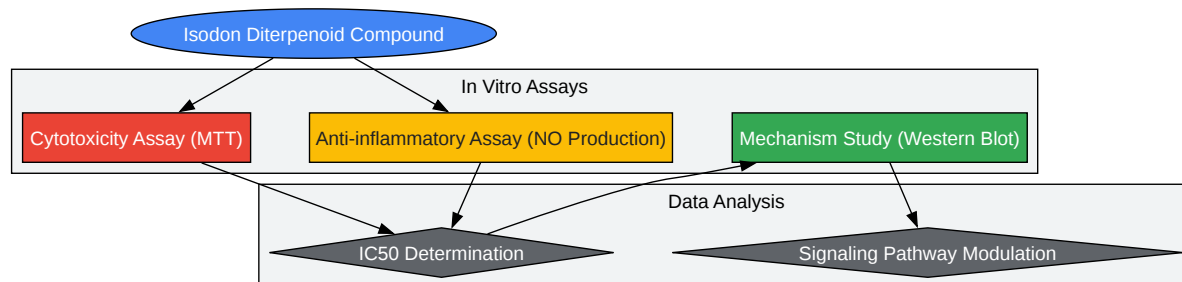 Isodon Diterpenoid Compound
In Vitro Assays
Cytotoxicity Assay (MTT)
Anti-inflammatory Assay (NO Production)
Mechanism Study (Western Blot)
Data Analysis
IC50 Determination
Signaling Pathway Modulation